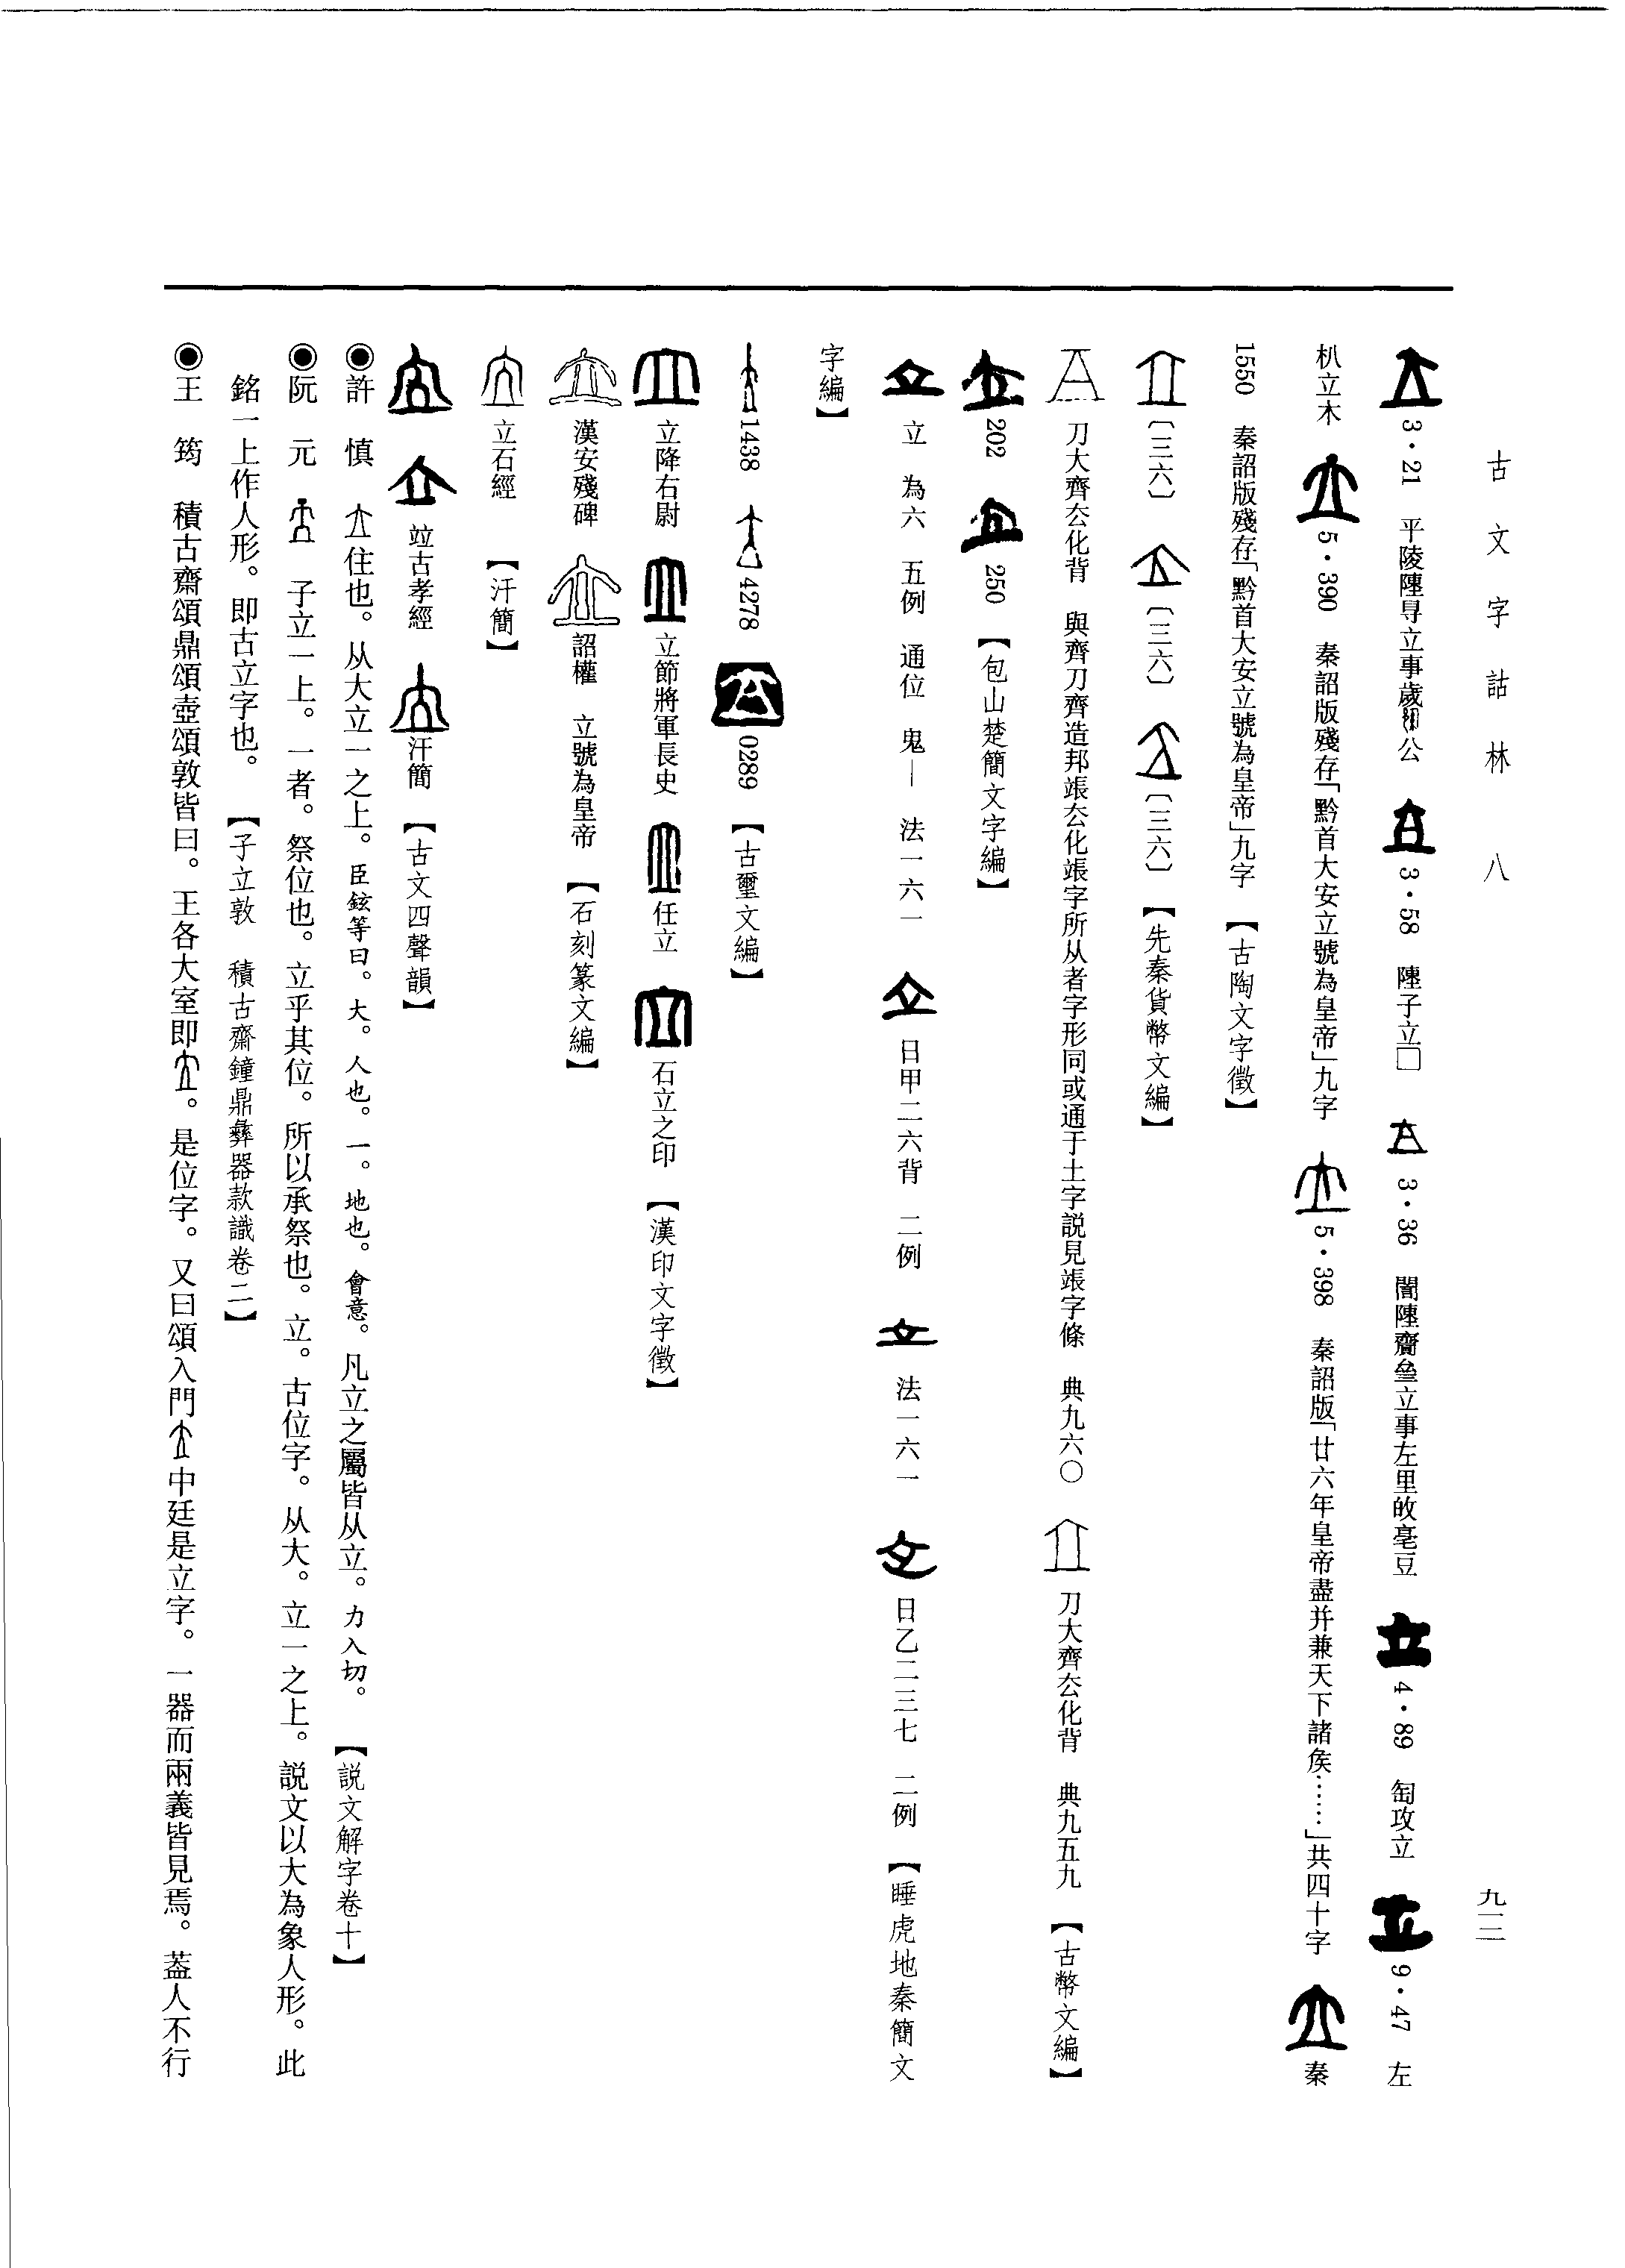 古文字詁林 八
九一二
3·21 平陵陻㝵立事歲公 3·58 陻子立□ 3·36 闇陻齎叁立事左里敀亳豆 4·89 匋攻立 9·47 左
朳立木 5·390 秦詔版殘存「黔首大安立號為皇帝」九字 5·398 秦詔版「廿六年皇帝盡并兼天下諸矦……」共四十字 秦
1550 秦詔版殘存「黔首大安立號為皇帝」九字 【古陶文字徵】
〔三六〕 〔三六〕 〔三六〕 【先秦貨幣文編】
刀大齊厺化背 與齊刀齊造邦䢺厺化䢺字所从者字形同或通于土字説見䢺字條 典九六〇 刀大齊厺化背 典九五九 【古幣文編】
202 250 【包山楚簡文字編】
立 為六 五例 通位 鬼— 法一六一 日甲二六背 二例 法一六一 日乙二三七 二例 【睡虎地秦簡文
字編】
1438 4278 0289 【古璽文編】
立降右尉 立節將軍長史 任立 石立之印 【漢印文字徵】
漢安殘碑 詔權 立號為皇帝 【石刻篆文編】
立石經 【汗簡】
竝古孝經 汗簡 【古文四聲韻】
◉許 慎 立住也。从大立一之上。臣鉉等曰。大。人也。一。地也。會意。凡立之屬皆从立。力入切。 【説文解字卷十】
◉阮 元 子立一上。一者。祭位也。立乎其位。所以承祭也。立。古位字。从大。立一之上。説文以大為象人形。此
銘一上作人形。即古立字也。 【子立敦 積古齋鐘鼎彝器款識卷二】
◉王 筠 積古齋頌鼎頌壺頌敦皆曰。王各大室即立。是位字。又曰頌入門立中廷是立字。一器而兩義皆見焉。葢人不行